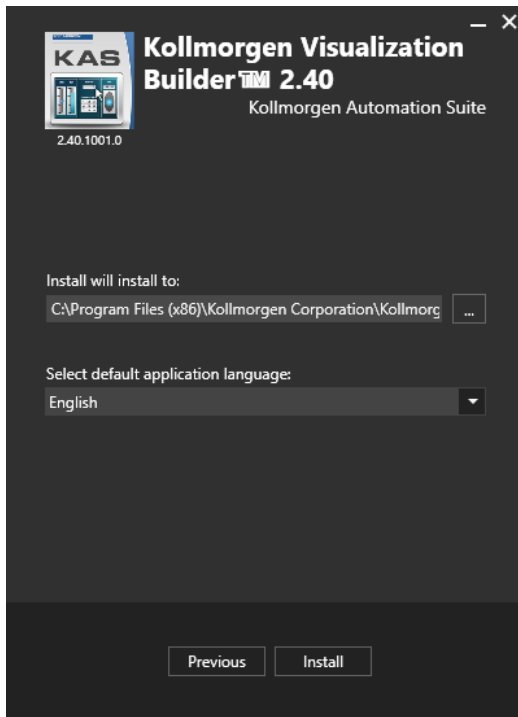 KAS
Kollmorgen Visualization
Builder™ 2.40
Kollmorgen Automation Suite
2.40.1001.0
Install will install to:
C:\Program Files (x86)\Kollmorgen Corporation\Kollmorg
...
Select default application language:
English
Previous
Install